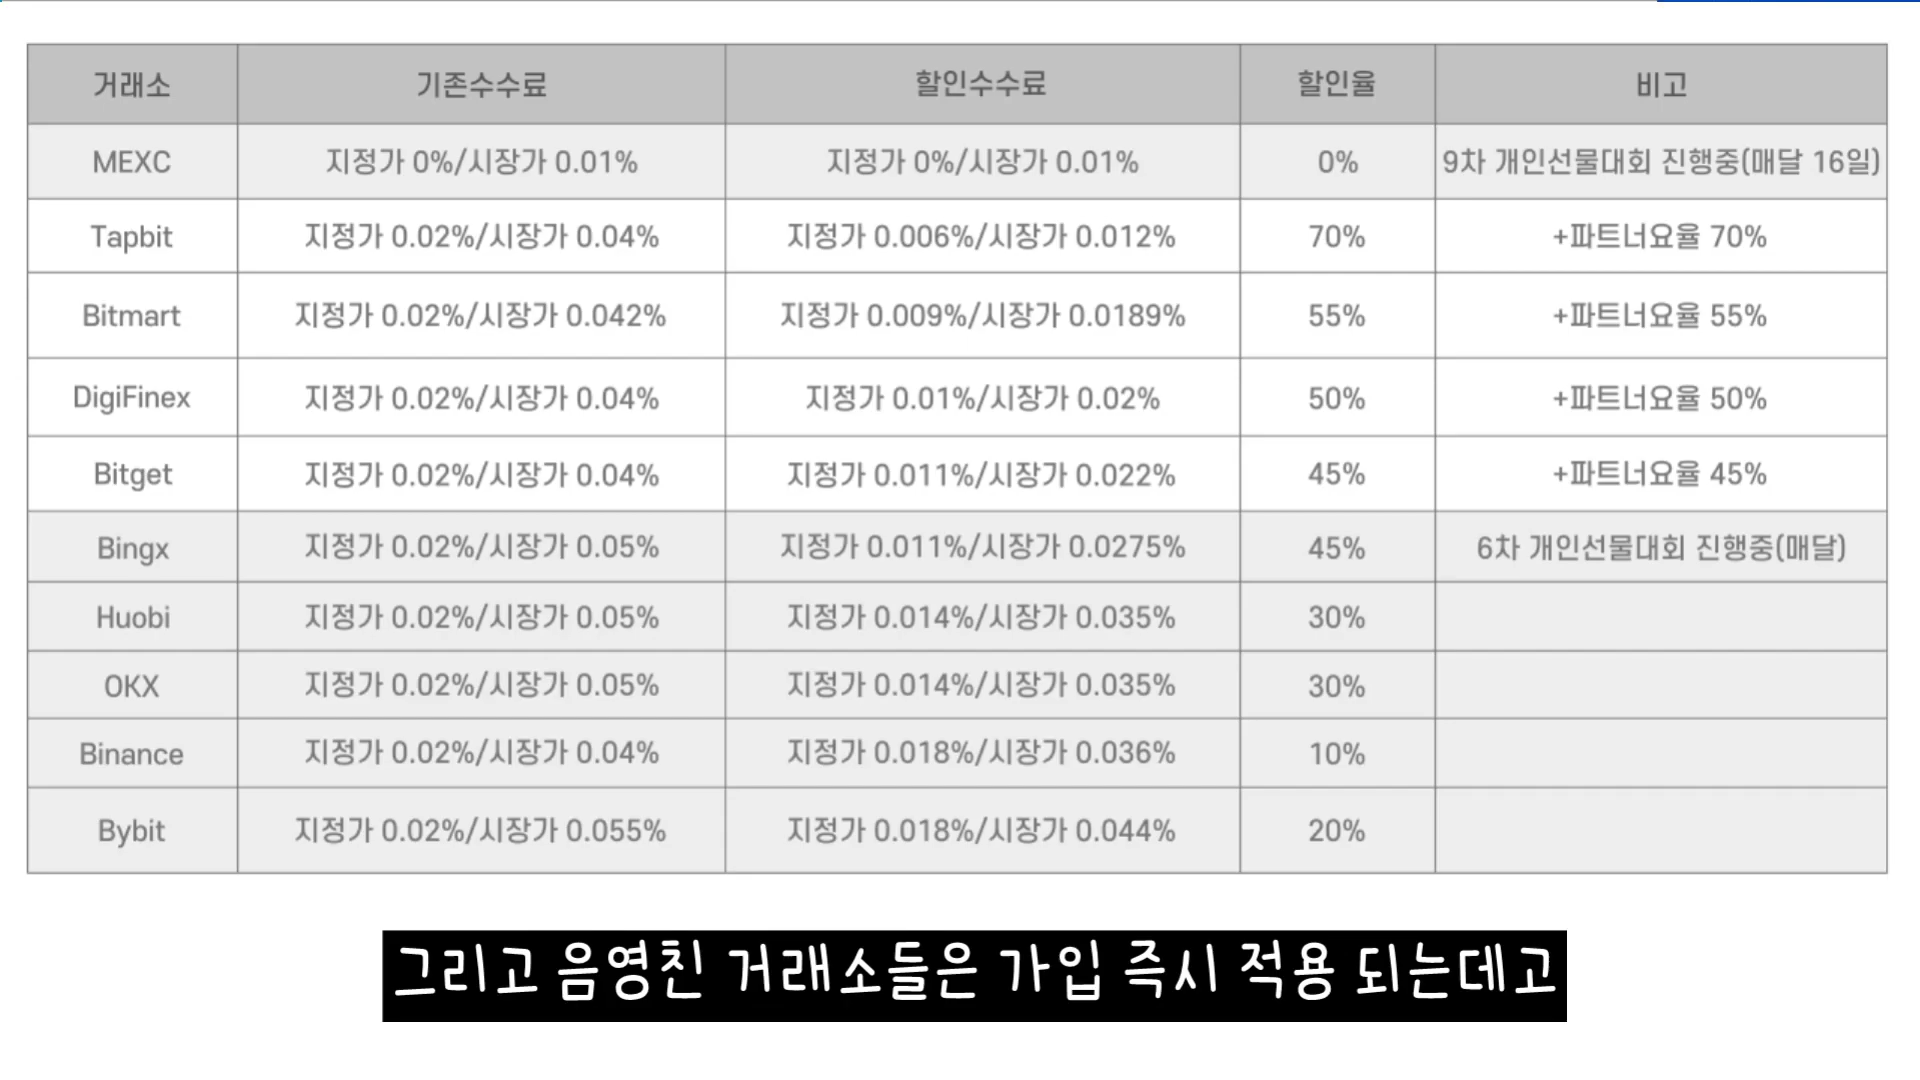 거래소 기존수수료 할인수수료 할인율 비고
MEXC 지정가 0%/시장가 0.01% 지정가 0%/시장가 0.01% 0% 9차 개인선물대회 진행중(매달 16일)
Tapbit 지정가 0.02%/시장가 0.04% 지정가 0.006%/시장가 0.012% 70% +파트너요율 70%
Bitmart 지정가 0.02%/시장가 0.042% 지정가 0.009%/시장가 0.0189% 55% +파트너요율 55%
DigiFinex 지정가 0.02%/시장가 0.04% 지정가 0.01%/시장가 0.02% 50% +파트너요율 50%
Bitget 지정가 0.02%/시장가 0.04% 지정가 0.011%/시장가 0.022% 45% +파트너요율 45%
Bingx 지정가 0.02%/시장가 0.05% 지정가 0.011%/시장가 0.0275% 45% 6차 개인선물대회 진행중(매달)
Huobi 지정가 0.02%/시장가 0.05% 지정가 0.014%/시장가 0.035% 30%
OKX 지정가 0.02%/시장가 0.05% 지정가 0.014%/시장가 0.035% 30%
Binance 지정가 0.02%/시장가 0.04% 지정가 0.018%/시장가 0.036% 10%
Bybit 지정가 0.02%/시장가 0.055% 지정가 0.018%/시장가 0.044% 20%
그리고 음영친 거래소들은 가입 즉시 적용 되는데고